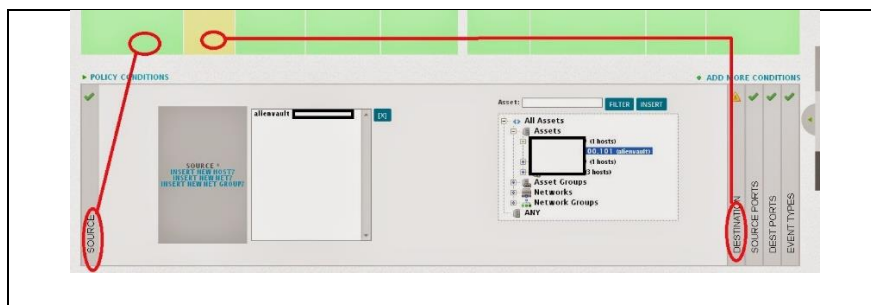 POLICY CONDITIONS
ADD MORE CONDITIONS
SOURCE
SOURCE *
INSERT NEW HOST?
INSERT NEW NET?
INSERT NEW NET GROUP?
alienvault
[X]
Asset:
FILTER
INSERT
All Assets
Assets
(1 hosts)
00.101 (alienvault)
(1 hosts)
(3 hosts)
Asset Groups
Networks
Network Groups
ANY
DESTINATION
SOURCE PORTS
DEST PORTS
EVENT TYPES